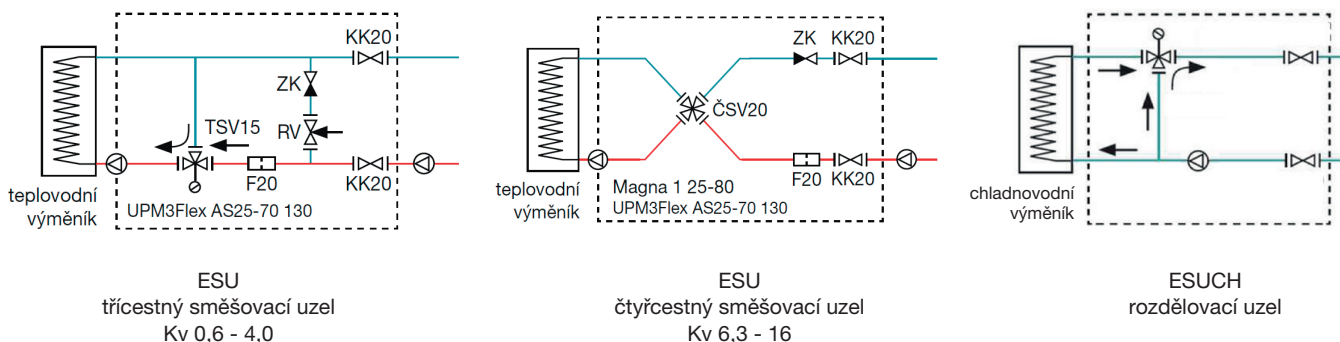 KK20
ZK
TSV15
RV
F20
KK20
teplovodní
výměník
UPM3Flex AS25-70 130
ESU
třícestný směšovací uzel
Kv 0,6 - 4,0
ZK
KK20
ČSV20
F20
KK20
teplovodní
výměník
Magna 1 25-80
UPM3Flex AS25-70 130
ESU
čtyřcestný směšovací uzel
Kv 6,3 - 16
chladnovodní
výměník
ESUCH
rozdělovací uzel